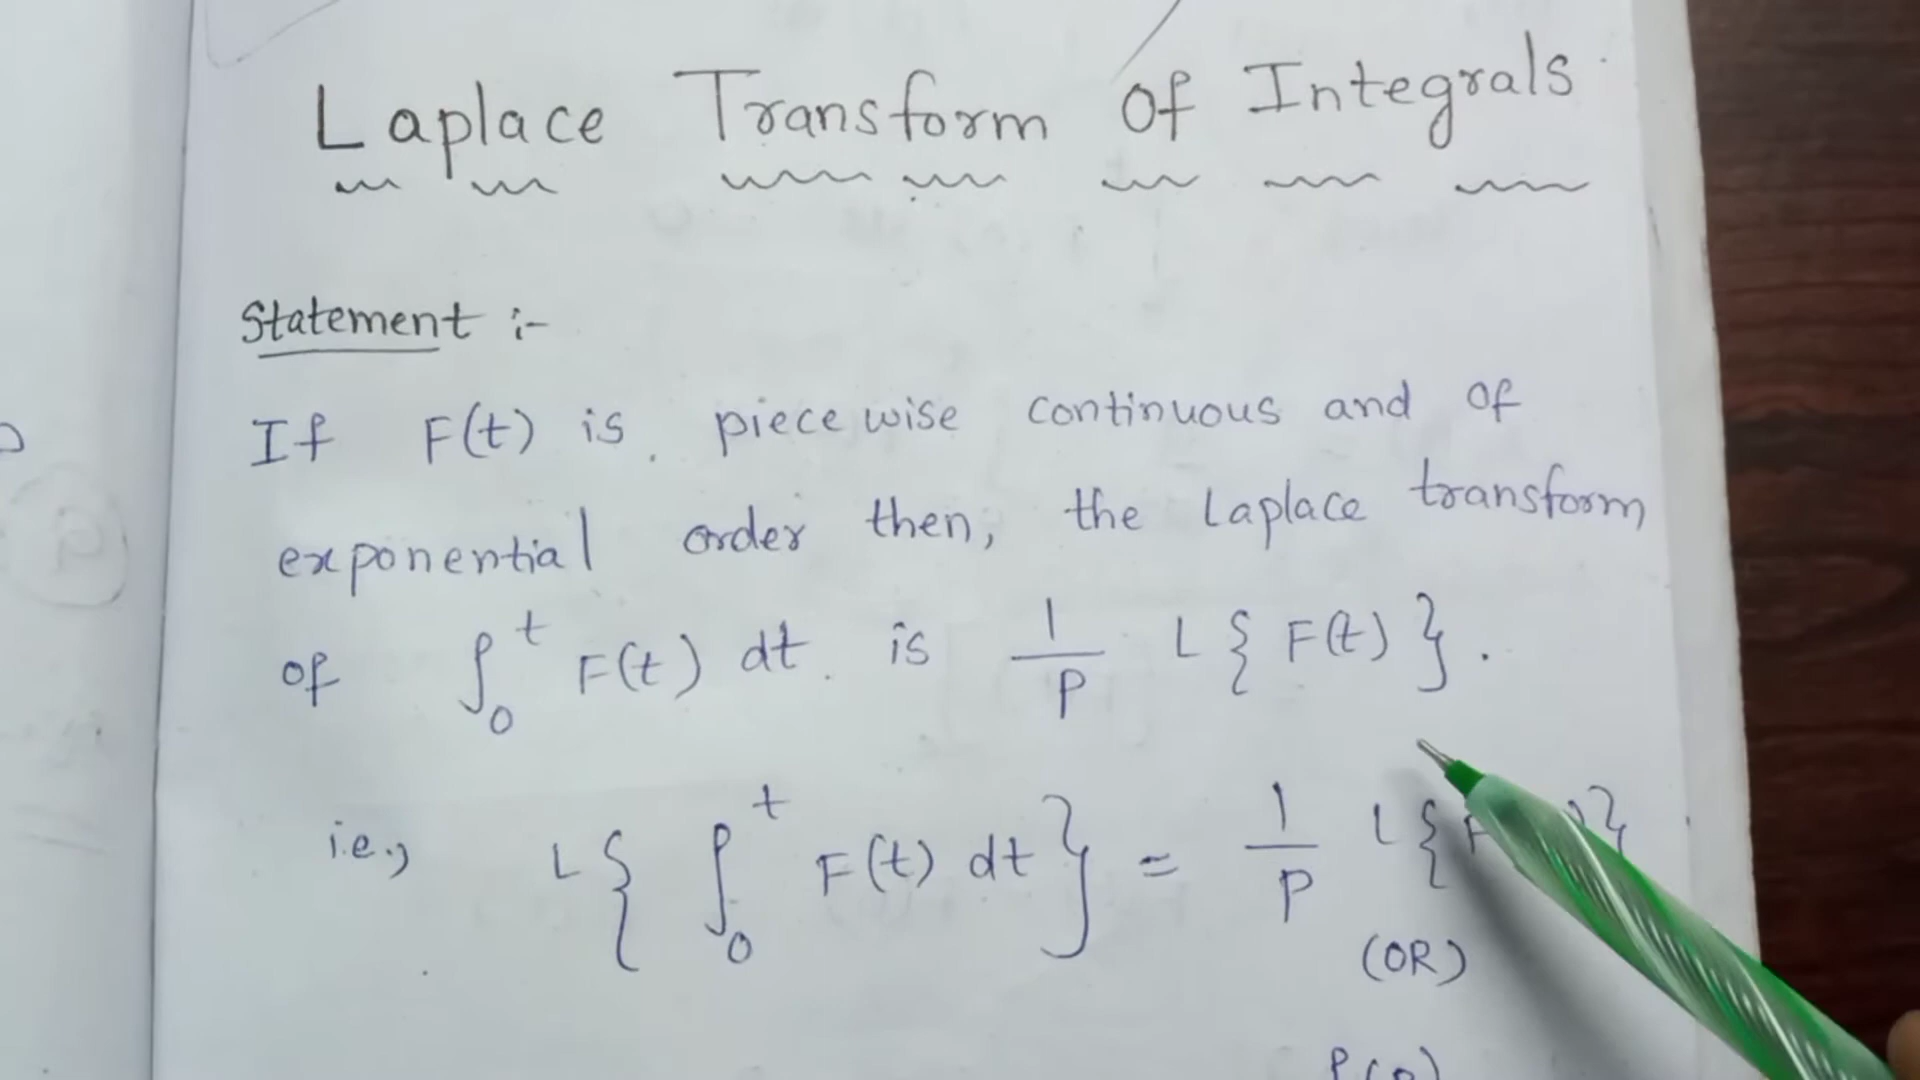 Laplace Transform Of Integrals
Statement :-
If F(t) is piece wise continuous and of
exponential order then, the Laplace transform
of ∫₀ᵗ F(t) dt is 1/P L{F(t)}.
i.e., L{∫₀ᵗ F(t) dt} = 1/P L{F )}
(OR)